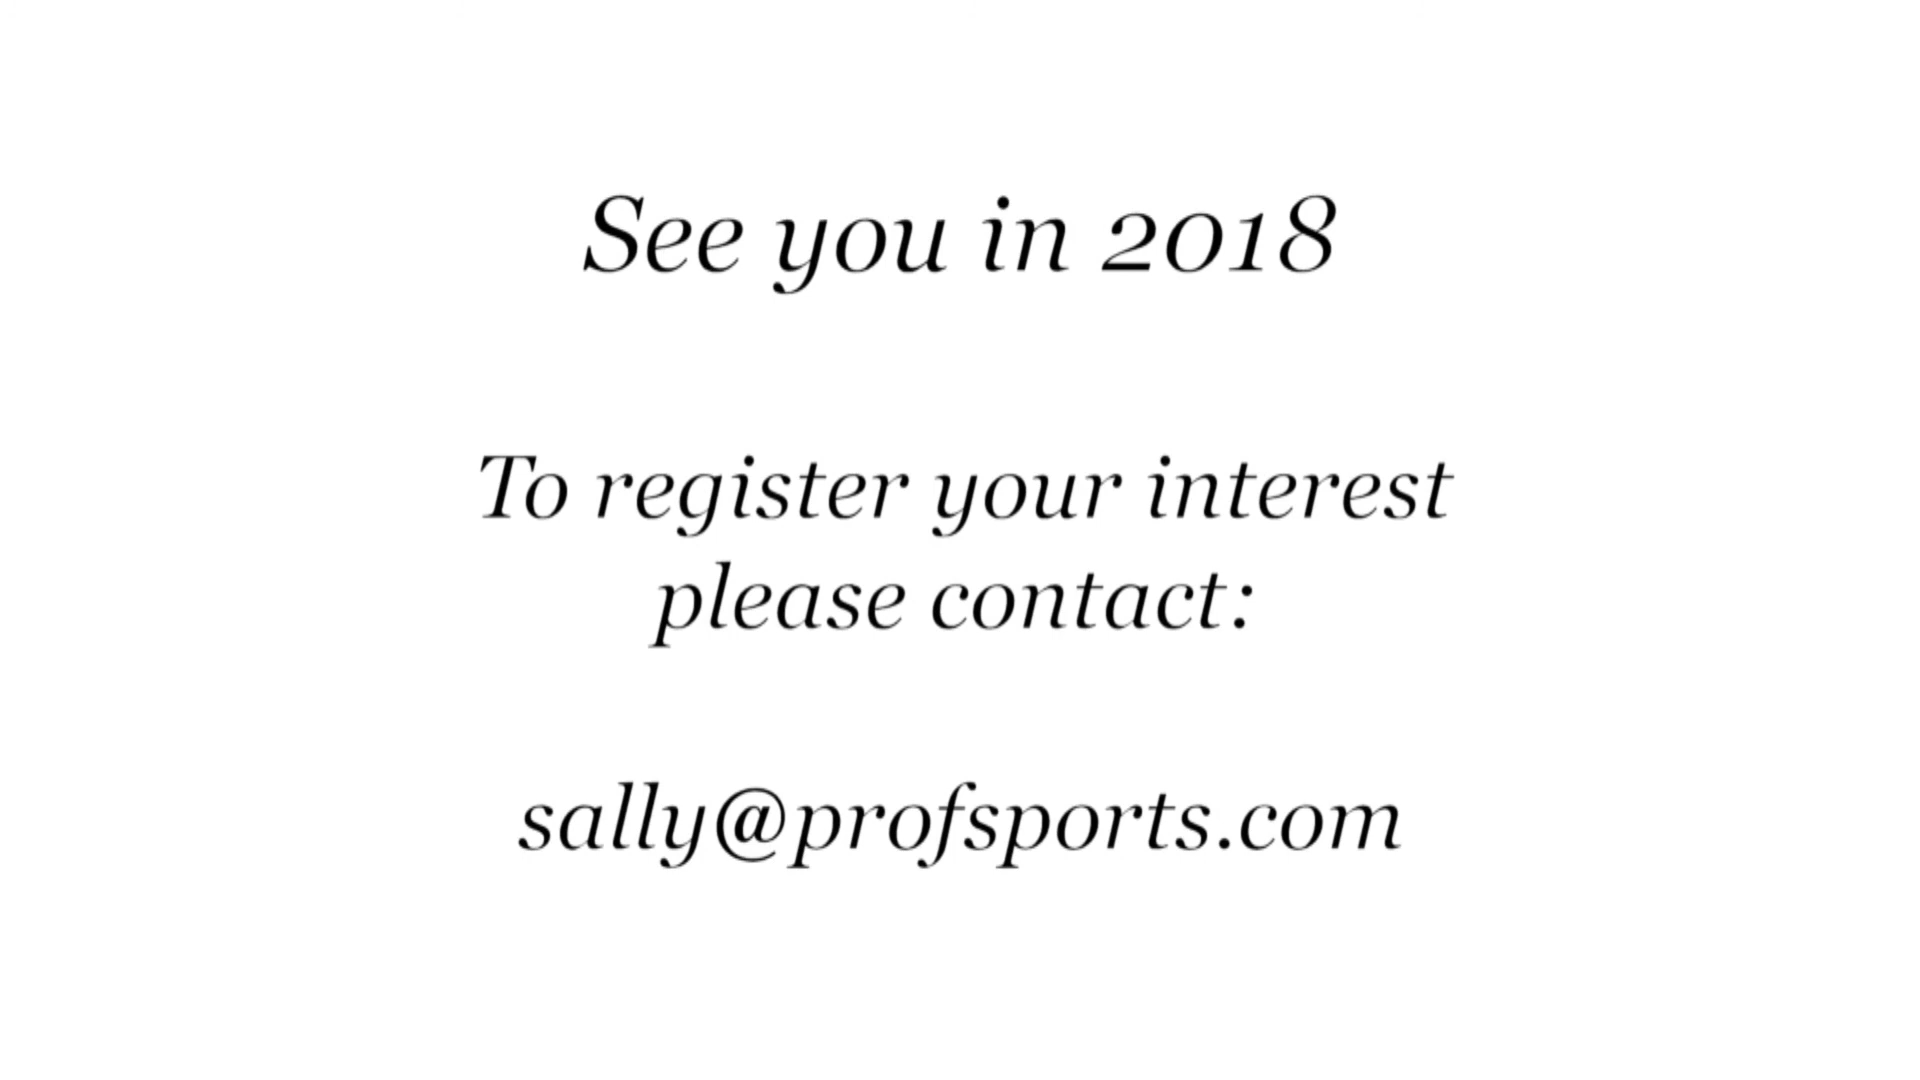 See you in 2018
To register your interest
please contact:
sally@profsports.com